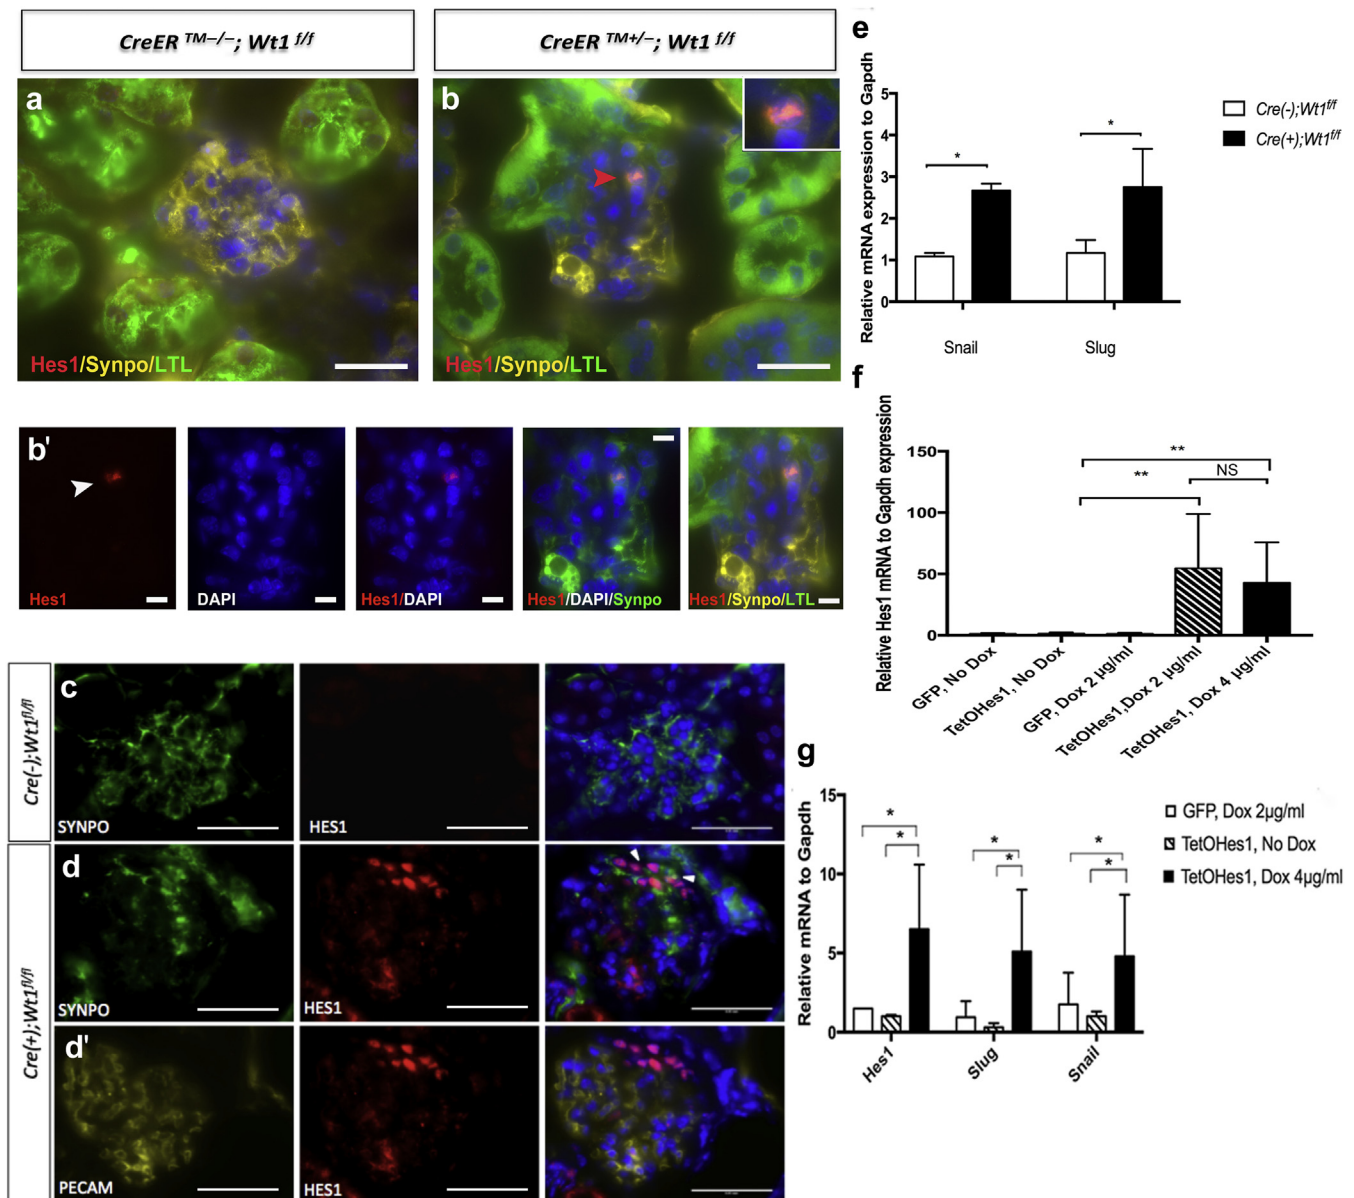 CreER TM–/–; Wt1 f/f
CreER TM+/–; Wt1 f/f
a
Hes1/Synpo/LTL
b
Hes1/Synpo/LTL
b'
Hes1
DAPI
Hes1/DAPI
Hes1/DAPI/Synpo
Hes1/Synpo/LTL
Cre(-);Wt1fl/fl
c
SYNPO
HES1
Cre(+);Wt1fl/fl
d
SYNPO
HES1
d'
PECAM
HES1
e
Relative mRNA expression to Gapdh
5
4
3
2
1
0
*
*
Snail
Slug
Cre(-);Wt1f/f
Cre(+);Wt1f/f
f
Relative Hes1 mRNA to Gapdh expression
150
100
50
0
**
**
NS
GFP, No Dox
TetOHes1, No Dox
GFP, Dox 2 µg/ml
TetOHes1,Dox 2 µg/ml
TetOHes1, Dox 4 µg/ml
g
Relative mRNA to Gapdh
15
10
5
0
*
*
*
*
*
*
Hes1
Slug
Snail
GFP, Dox 2µg/ml
TetOHes1, No Dox
TetOHes1, Dox 4µg/ml